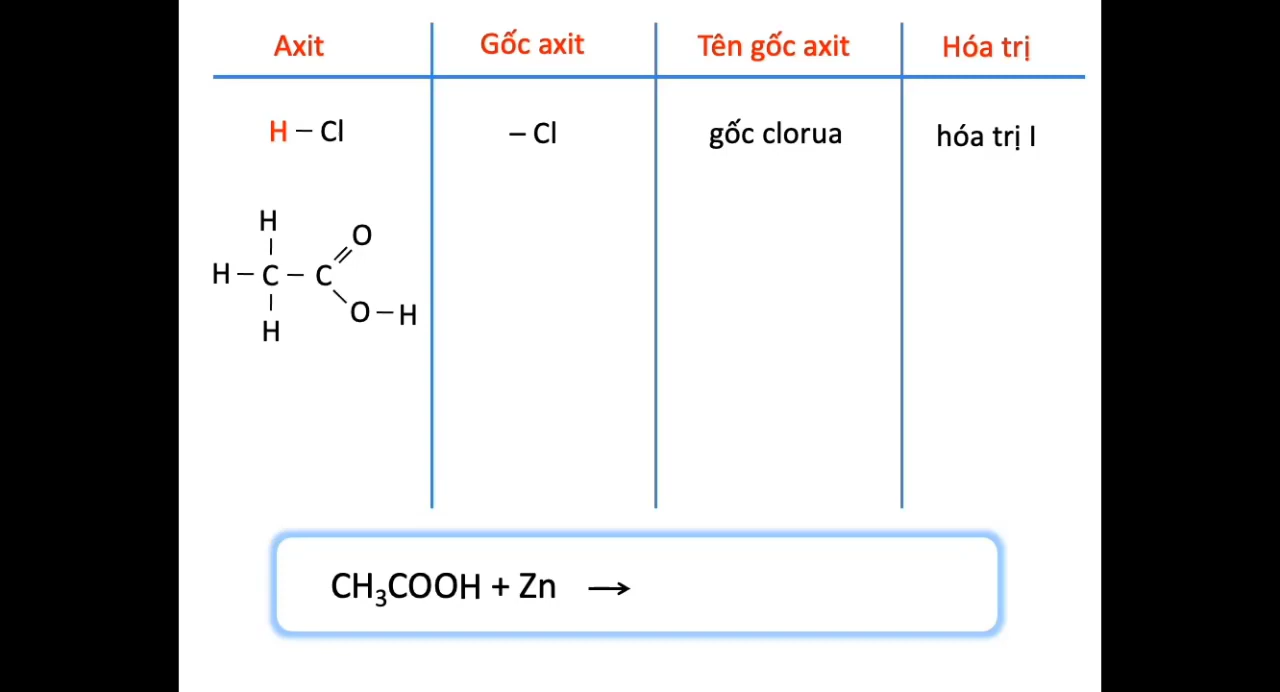 Axit Gốc axit Tên gốc axit Hóa trị
H – Cl – Cl gốc clorua hóa trị I
H
O
H – C – C
O – H
H
CH₃COOH + Zn →